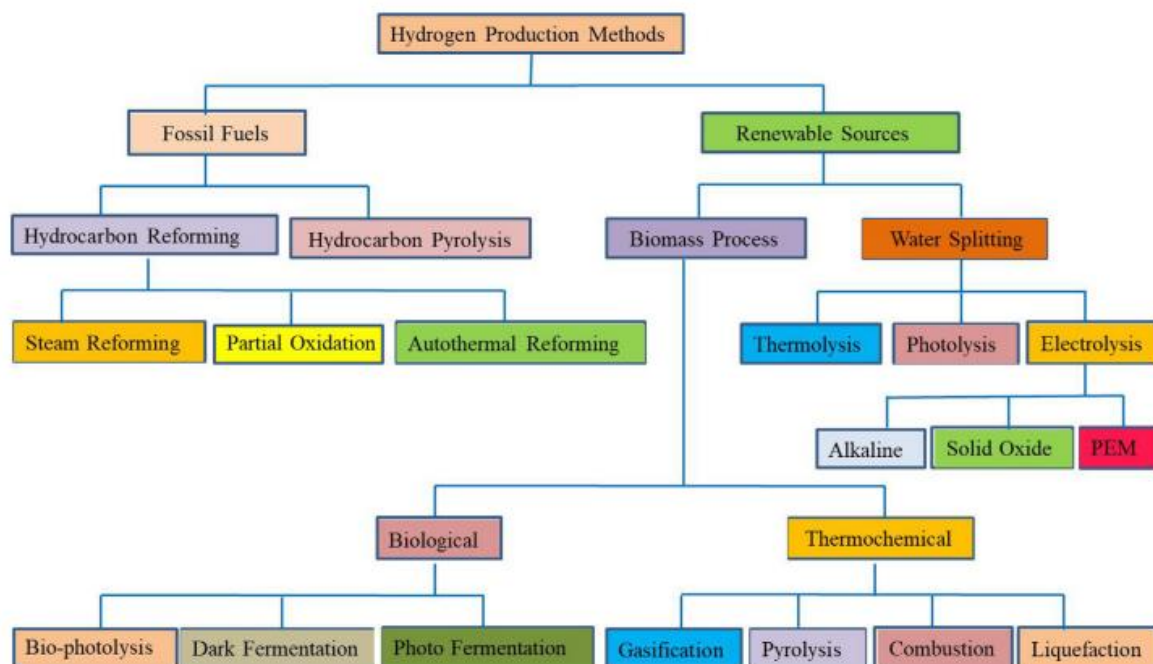 Hydrogen Production Methods
Fossil Fuels
Renewable Sources
Hydrocarbon Reforming
Hydrocarbon Pyrolysis
Biomass Process
Water Splitting
Steam Reforming
Partial Oxidation
Autothermal Reforming
Thermolysis
Photolysis
Electrolysis
Alkaline
Solid Oxide
PEM
Biological
Thermochemical
Bio-photolysis
Dark Fermentation
Photo Fermentation
Gasification
Pyrolysis
Combustion
Liquefaction